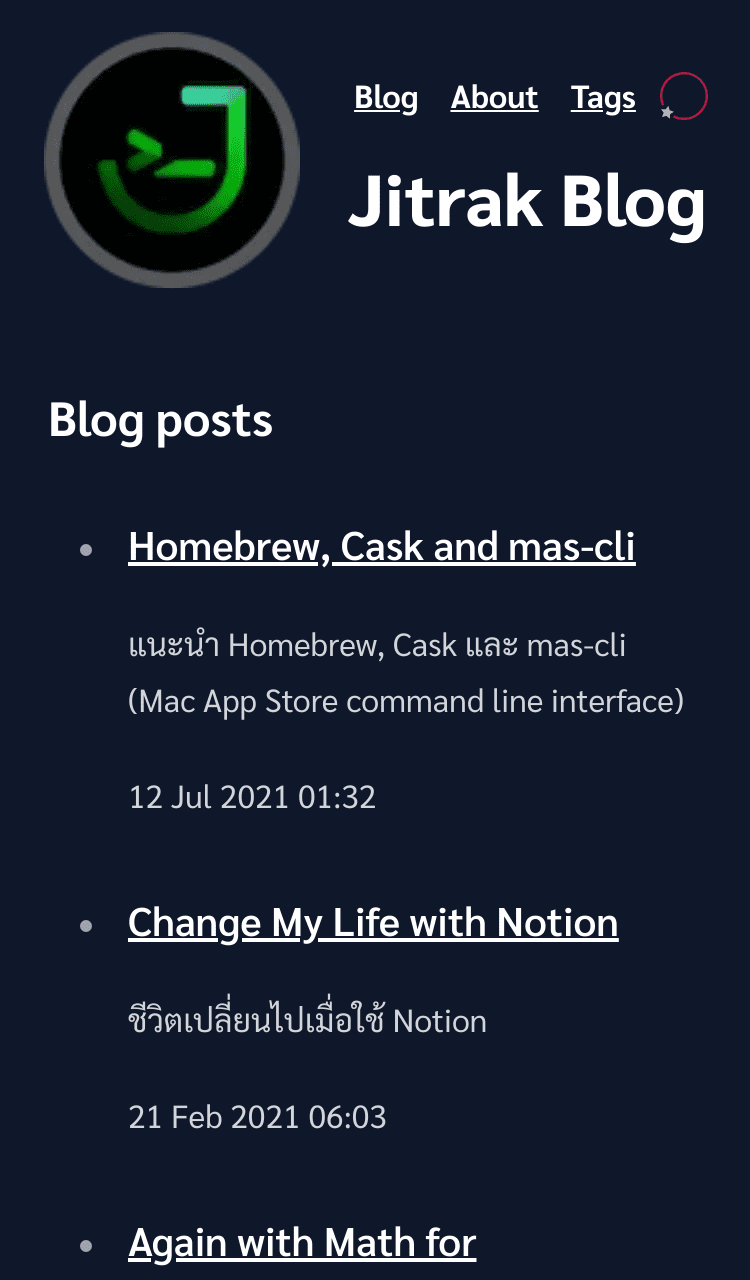 Blog About Tags
Jitrak Blog
Blog posts
Homebrew, Cask and mas-cli
แนะนำ Homebrew, Cask และ mas-cli
(Mac App Store command line interface)
12 Jul 2021 01:32
Change My Life with Notion
ชีวิตเปลี่ยนไปเมื่อใช้ Notion
21 Feb 2021 06:03
Again with Math for